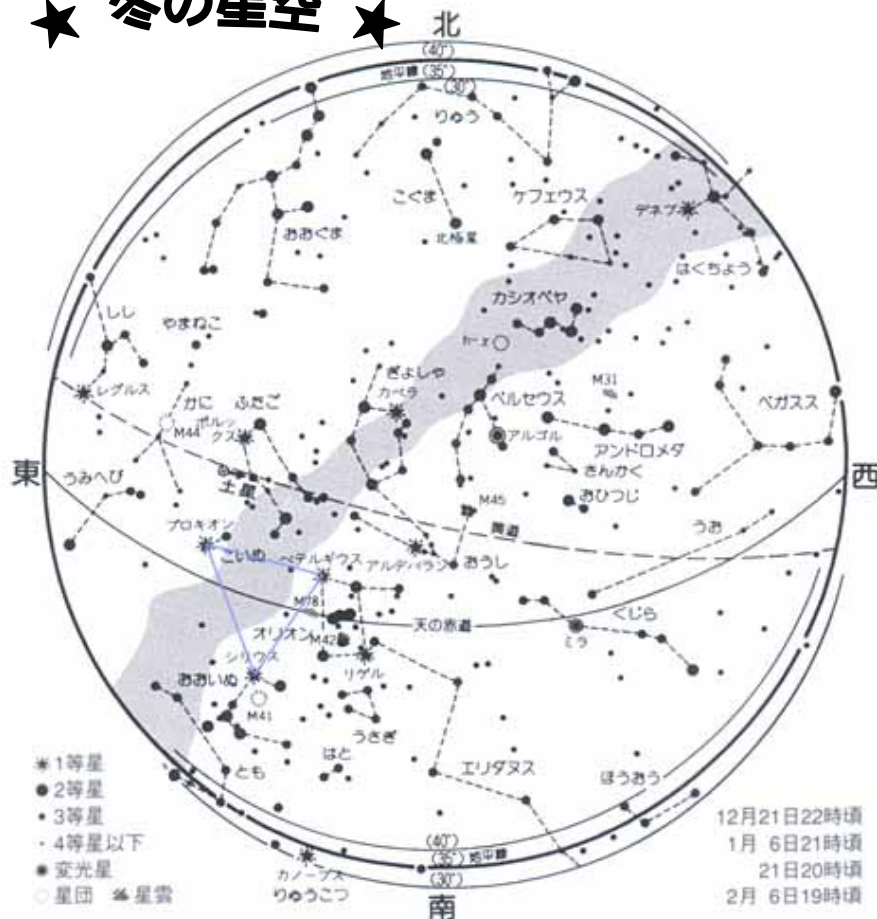 ★ 冬の星空 ★
北
(40°)
地平線(35°)
(30°)
りゅう
こぐま
ケフェウス
デネブ
おおぐま
北極星
はくちょう
カシオペヤ
しし
やまねこ
h-χ
ぎょしゃ
カペラ
ペルセウス
M31
ペガスス
レグルス
かに
ふたご
ポルックス
M44
アルゴル
アンドロメダ
さんかく
東
西
うみへび
土星
M45
おひつじ
黄道
うお
プロキオン
こいぬ
ベテルギウス
アルデバラン
おうし
M78
天の赤道
くじら
オリオン
M42
ミラ
シリウス
おおいぬ
リゲル
M41
うさぎ
はと
エリダヌス
とも
ほうおう
1等星
2等星
3等星
4等星以下
変光星
星団 星雲
12月21日22時頃
1月 6日21時頃
21日20時頃
2月 6日19時頃
(40°)
(35°)地平線
(30°)
カノープス
りゅうこつ
南